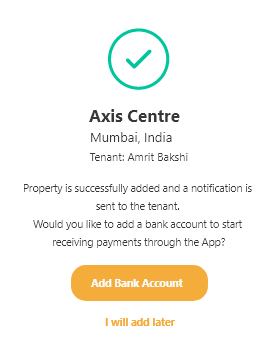 Axis Centre
Mumbai, India
Tenant: Amrit Bakshi
Property is successfully added and a notification is
sent to the tenant.
Would you like to add a bank account to start
receiving payments through the App?
Add Bank Account
I will add later